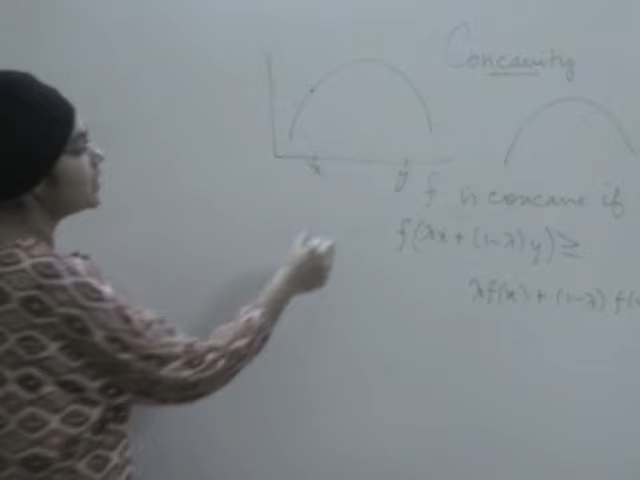 Concavity
x y
f is concave if
f(λx + (1-λ)y) ≥
λf(x) + (1-λ) f(